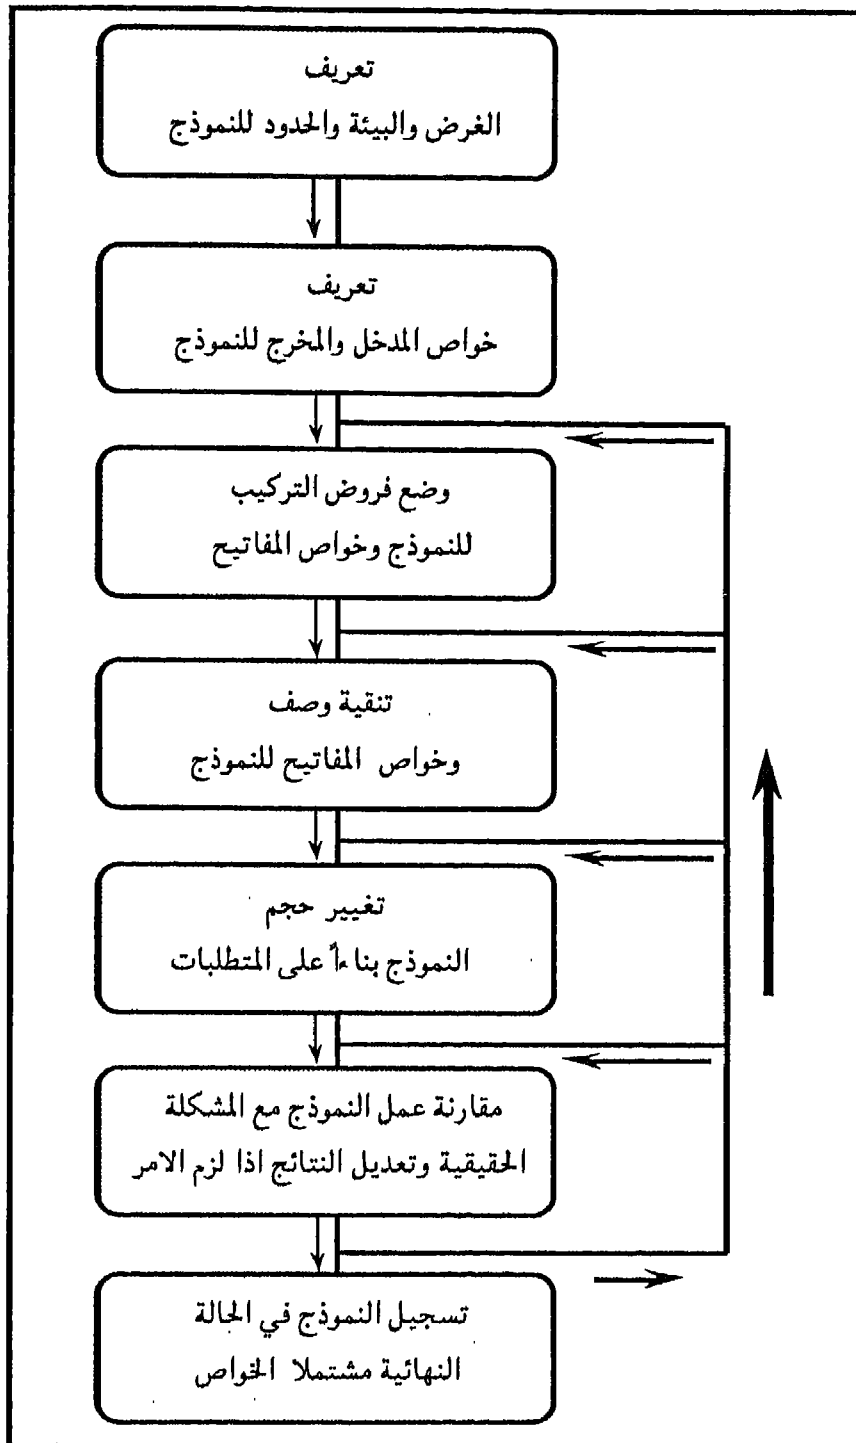 تعريف
الغرض والبيئة والحدود للنموذج
تعريف
خواص المدخل والمخرج للنموذج
وضع فروض التركيب
للنموذج وخواص المفاتيح
تنقية وصف
وخواص المفاتيح للنموذج
تغيير حجم
النموذج بناءاً على المتطلبات
مقارنة عمل النموذج مع المشكلة
الحقيقية وتعديل النتائج اذا لزم الامر
تسجيل النموذج في الحالة
النهائية مشتملا الخواص